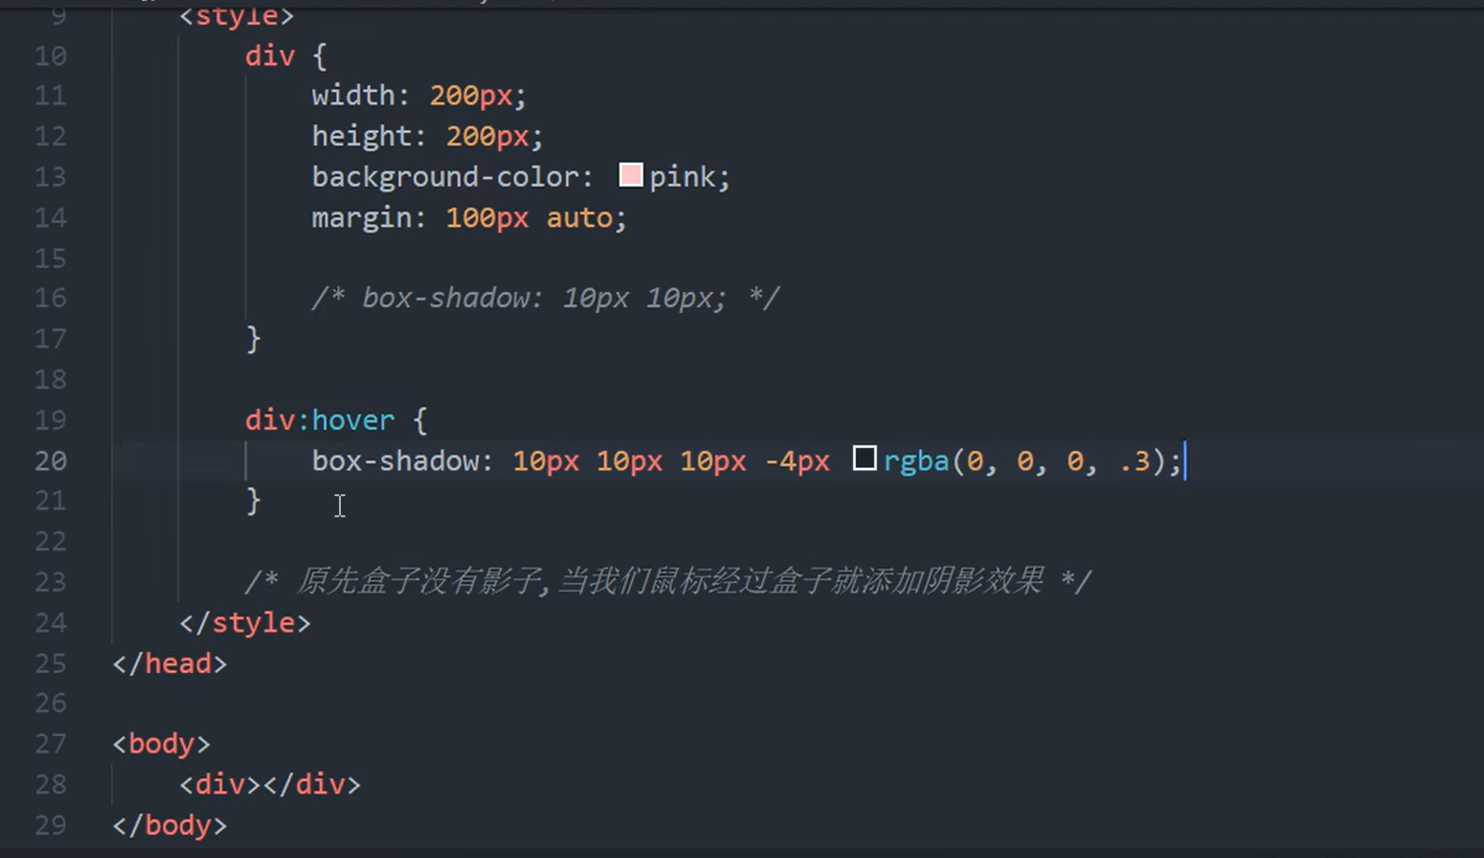 9 <style>
10 div {
11 width: 200px;
12 height: 200px;
13 background-color: pink;
14 margin: 100px auto;
15
16 /* box-shadow: 10px 10px; */
17 }
18
19 div:hover {
20 box-shadow: 10px 10px 10px -4px rgba(0, 0, 0, .3);
21 }
22
23 /* 原先盒子没有影子,当我们鼠标经过盒子就添加阴影效果 */
24 </style>
25 </head>
26
27 <body>
28 <div></div>
29 </body>